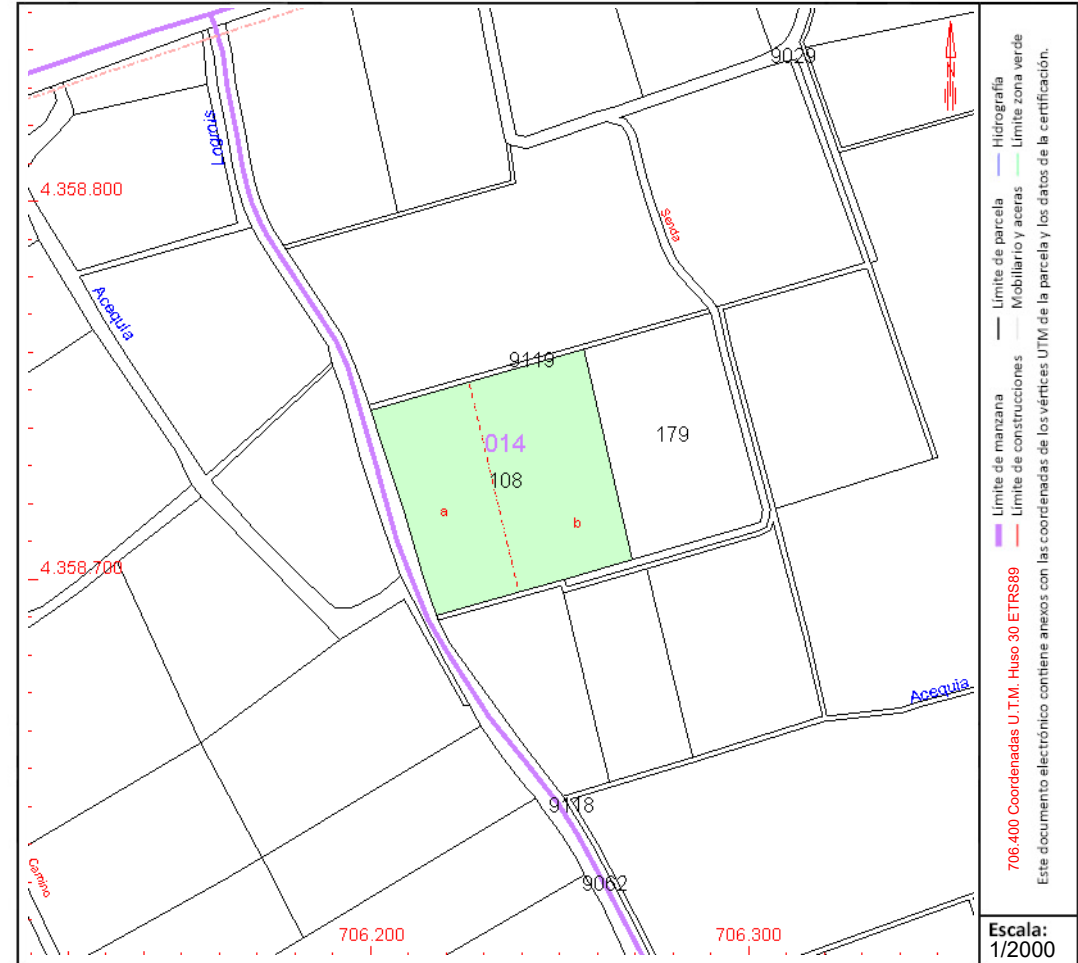 9029
Logrois
4.358.800
Senda
Acequia
9119
014
179
108
a
b
4.358.700
Acequia
9118
9062
Camino
706.200
706.300
N
Límite de manzana
Límite de parcela
Hidrografía
Límite de construcciones
Mobiliario y aceras
Límite zona verde
706.400 Coordenadas U.T.M. Huso 30 ETRS89
Este documento electrónico contiene anexos con las coordenadas de los vértices UTM de la parcela y los datos de la certificación.
Escala:
1/2000